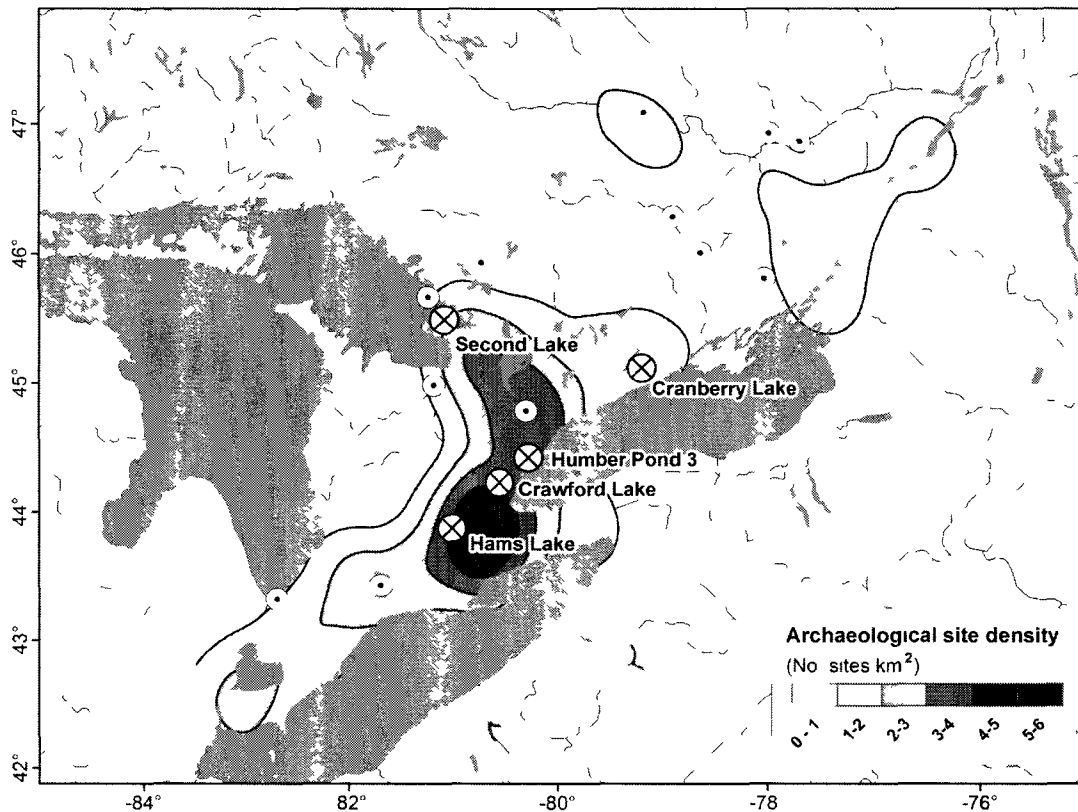 47°
46°
45°
44°
43°
42°
Second Lake
Cranberry Lake
Humber Pond 3
Crawford Lake
Hams Lake
Archaeological site density
(No sites km²)
0 - 1
1-2
2-3
3-4
4-5
5-6
-84°
-82°
-80°
-78°
-76°